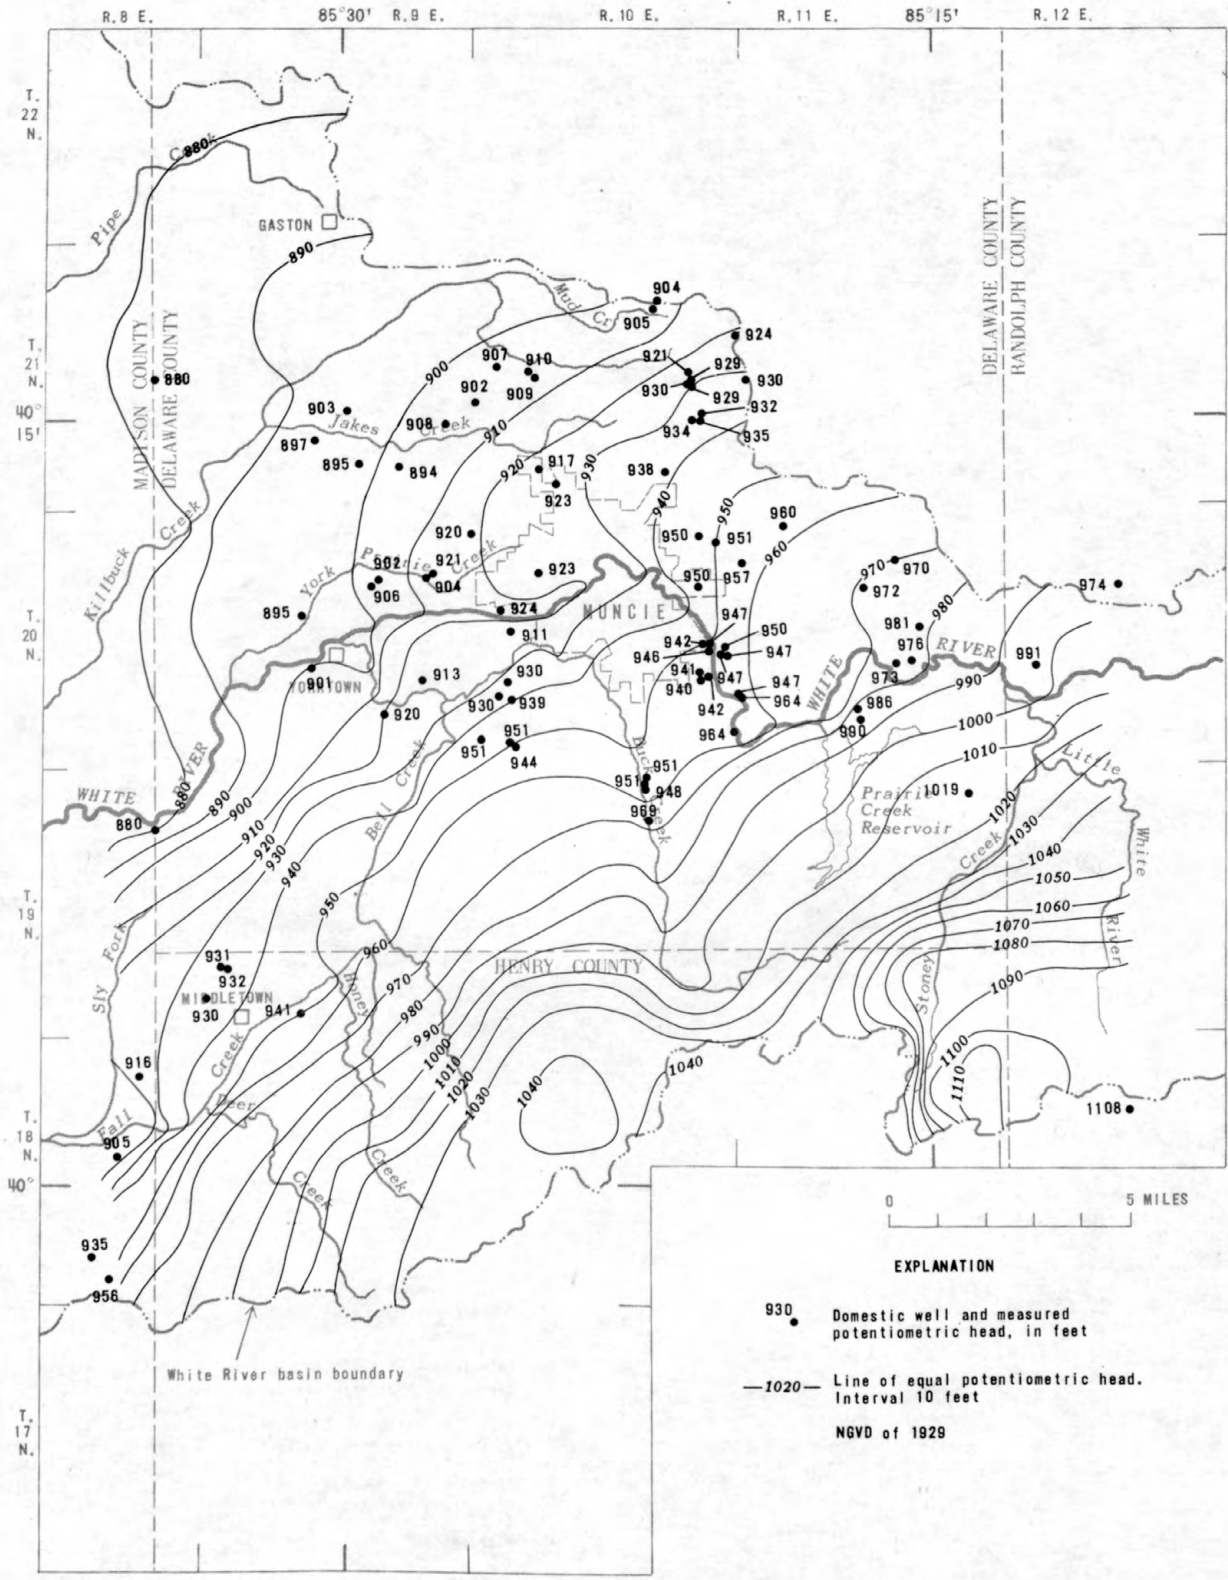 R. 8 E.
85°30'
R. 9 E.
R. 10 E.
R. 11 E.
85°15'
R. 12 E.
T.
22
N.
880
Creek
Pipe
GASTON
890
DELAWARE COUNTY
RANDOLPH COUNTY
904
Mud Cr
905
924
T.
21
N.
MADISON COUNTY
DELAWARE COUNTY
900
907
910
921
929
880
902
909
930
929
930
40°
15'
903
908
Jakes Creek
910
932
934
935
897
895
894
920
917
930
938
923
940
950
960
Killbuck Creek
920
950
951
960
York Prairie Creek
902
921
923
957
970
970
974
906
904
950
972
980
895
924
MUNCIE
947
981
T.
20
N.
911
942
950
976
RIVER
991
946
947
WHITE
973
901
YORKTOWN
913
930
941
947
947
990
930
939
940
942
964
986
920
964
990
1000
951
951
944
Buck Creek
1010
Little
WHITE
RIVER
880
890
900
Bell Creek
951
951
948
Prairie
Creek
Reservoir
1019
1020
880
910
969
1030
White
920
Creek
1040
930
940
1050
T.
19
N.
950
1060
River
1070
Sly Fork
960
1080
931
932
HENRY COUNTY
970
Stoney
1090
MIDDLETOWN
930
941
Honey
980
990
1000
1100
916
Creek
1010
1040
1040
1110
1020
1030
T.
18
N.
Fall
Deer
1108
905
Creek
Creek
40°
0
5 MILES
935
956
EXPLANATION
930
Domestic well and measured
potentiometric head, in feet
White River basin boundary
—1020—
Line of equal potentiometric head.
Interval 10 feet
T.
17
N.
NGVD of 1929